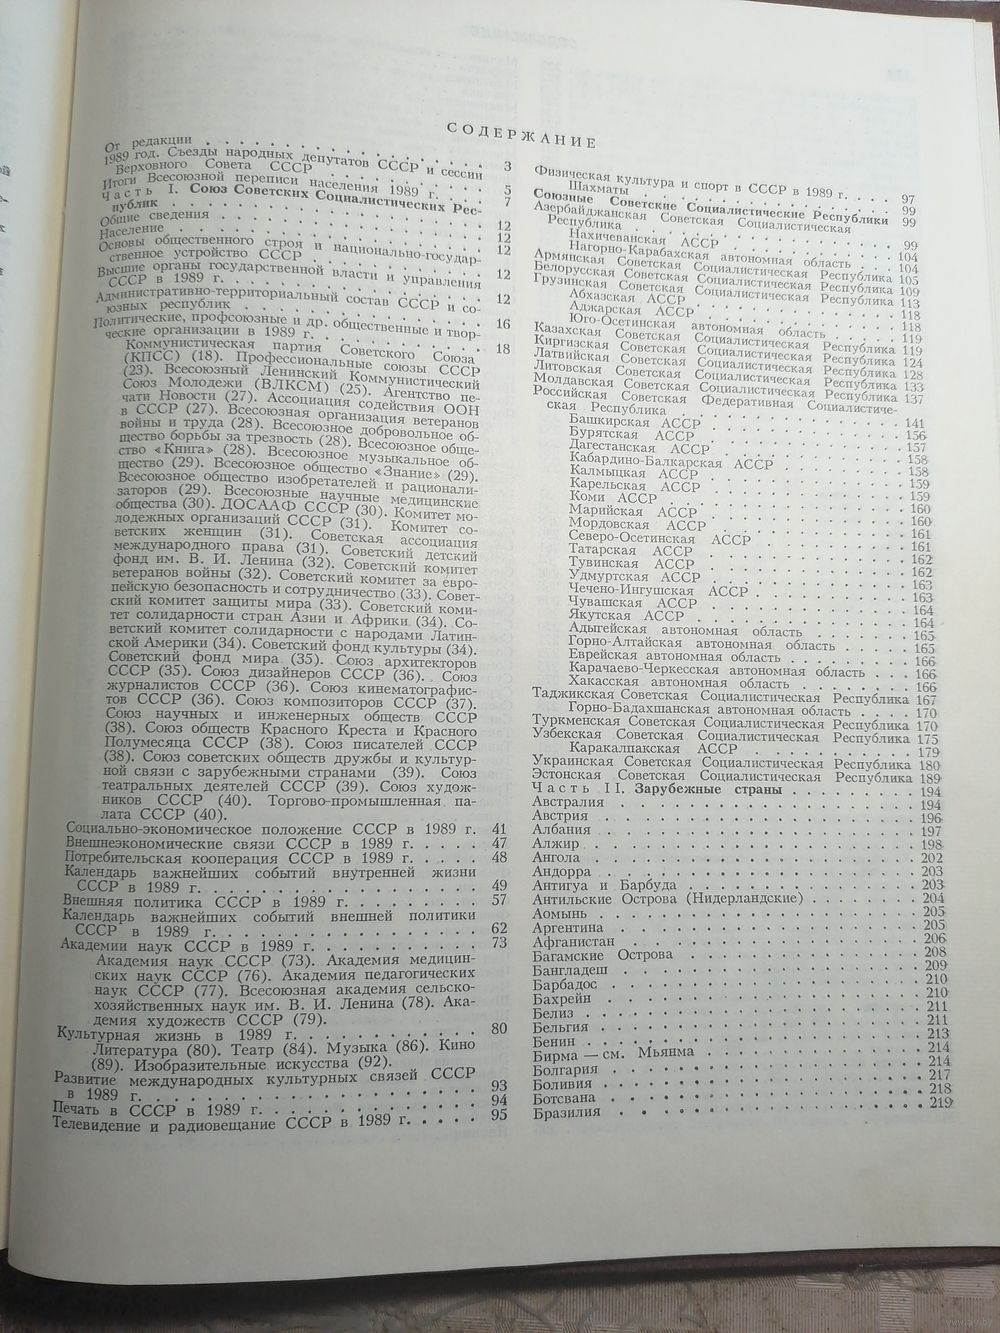 СОДЕРЖАНИЕ
От редакции . . . . . . . . . . . . . . . 3
1989 год. Съезды народных депутатов СССР и сессии
Верховного Совета СССР . . . . . . . . . 5
Итоги Всесоюзной переписи населения 1989 г. . . . 7
Часть I. Союз Советских Социалистических Рес-
публик . . . . . . . . . . . . . . . 12
Общие сведения . . . . . . . . . . . . . 12
Население . . . . . . . . . . . . . . . 12
Основы общественного строя и национально-государ-
ственное устройство СССР . . . . . . . . 12
Высшие органы государственной власти и управления
СССР в 1989 г. . . . . . . . . . . . . . 12
Административно-территориальный состав СССР и со-
юзных республик . . . . . . . . . . . . 16
Политические, профсоюзные и др. общественные и твор-
ческие организации в 1989 г. . . . . . . . . 18
Коммунистическая партия Советского Союза
(КПСС) (18). Профессиональные союзы СССР
(23). Всесоюзный Ленинский Коммунистический
Союз Молодежи (ВЛКСМ) (25). Агентство пе-
чати Новости (27). Ассоциация содействия ООН
в СССР (27). Всесоюзная организация ветеранов
войны и труда (28). Всесоюзное добровольное об-
щество борьбы за трезвость (28). Всесоюзное обще-
ство «Книга» (28). Всесоюзное музыкальное об-
щество (29). Всесоюзное общество «Знание» (29).
Всесоюзное общество изобретателей и рационали-
заторов (29). Всесоюзные научные медицинские
общества (30). ДОСААФ СССР (30). Комитет мо-
лодежных организаций СССР (31). Комитет со-
ветских женщин (31). Советская ассоциация
международного права (31). Советский детский
фонд им. В. И. Ленина (32). Советский комитет
ветеранов войны (32). Советский комитет за евро-
пейскую безопасность и сотрудничество (33). Совет-
ский комитет защиты мира (33). Советский коми-
тет солидарности стран Азии и Африки (34). Со-
ветский комитет солидарности с народами Латин-
ской Америки (34). Советский фонд культуры (34).
Советский фонд мира (35). Союз архитекторов
СССР (35). Союз дизайнеров СССР (36). Союз
журналистов СССР (36). Союз кинематографис-
тов СССР (36). Союз композиторов СССР (37).
Союз научных и инженерных обществ СССР
(38). Союз обществ Красного Креста и Красного
Полумесяца СССР (38). Союз писателей СССР
(38). Союз советских обществ дружбы и культур-
ной связи с зарубежными странами (39). Союз
театральных деятелей СССР (39). Союз худож-
ников СССР (40). Торгово-промышленная па-
лата СССР (40).
Социально-экономическое положение СССР в 1989 г. 41
Внешнеэкономические связи СССР в 1989 г. . . . . 47
Потребительская кооперация СССР в 1989 г. . . . . 48
Календарь важнейших событий внутренней жизни
СССР в 1989 г. . . . . . . . . . . . . . 49
Внешняя политика СССР в 1989 г. . . . . . . . . 57
Календарь важнейших событий внешней политики
СССР в 1989 г. . . . . . . . . . . . . . 62
Академии наук СССР в 1989 г. . . . . . . . . . 73
Академия наук СССР (73). Академия медицин-
ских наук СССР (76). Академия педагогических
наук СССР (77). Всесоюзная академия сельско-
хозяйственных наук им. В. И. Ленина (78). Ака-
демия художеств СССР (79).
Культурная жизнь в 1989 г. . . . . . . . . . . 80
Литература (80). Театр (84). Музыка (86). Кино
(89). Изобразительные искусства (92).
Развитие международных культурных связей СССР
в 1989 г. . . . . . . . . . . . . . . . 93
Печать в СССР в 1989 г. . . . . . . . . . . . 94
Телевидение и радиовещание СССР в 1989 г. . . . . 95
Физическая культура и спорт в СССР в 1989 г. . . . . 97
Шахматы . . . . . . . . . . . . . . . 99
Союзные Советские Социалистические Республики 99
Азербайджанская Советская Социалистическая
Республика . . . . . . . . . . . . . . . 99
Нахичеванская АССР . . . . . . . . . . . 104
Нагорно-Карабахская автономная область . . . 104
Армянская Советская Социалистическая Республика 105
Белорусская Советская Социалистическая Республика 109
Грузинская Советская Социалистическая Республика 113
Абхазская АССР . . . . . . . . . . . . . 118
Аджарская АССР . . . . . . . . . . . . . 118
Юго-Осетинская автономная область . . . . . 119
Казахская Советская Социалистическая Республика 119
Киргизская Советская Социалистическая Республика 124
Латвийская Советская Социалистическая Республика 128
Литовская Советская Социалистическая Республика 133
Молдавская Советская Социалистическая Республика 137
Российская Советская Федеративная Социалистиче-
ская Республика . . . . . . . . . . . . . 141
Башкирская АССР . . . . . . . . . . . . 156
Бурятская АССР . . . . . . . . . . . . . 157
Дагестанская АССР . . . . . . . . . . . . 158
Кабардино-Балкарская АССР . . . . . . . . 158
Калмыцкая АССР . . . . . . . . . . . . . 159
Карельская АССР . . . . . . . . . . . . . 159
Коми АССР . . . . . . . . . . . . . . . 160
Марийская АССР . . . . . . . . . . . . . 160
Мордовская АССР . . . . . . . . . . . . 161
Северо-Осетинская АССР . . . . . . . . . . 161
Татарская АССР . . . . . . . . . . . . . 162
Тувинская АССР . . . . . . . . . . . . . 162
Удмуртская АССР . . . . . . . . . . . . . 163
Чечено-Ингушская АССР . . . . . . . . . . 163
Чувашская АССР . . . . . . . . . . . . . 164
Якутская АССР . . . . . . . . . . . . . 164
Адыгейская автономная область . . . . . . . 165
Горно-Алтайская автономная область . . . . . 165
Еврейская автономная область . . . . . . . 166
Карачаево-Черкесская автономная область . . . 166
Хакасская автономная область . . . . . . . . 166
Таджикская Советская Социалистическая Республика 167
Горно-Бадахшанская автономная область . . . . 170
Туркменская Советская Социалистическая Республика 170
Узбекская Советская Социалистическая Республика 175
Каракалпакская АССР . . . . . . . . . . . 179
Украинская Советская Социалистическая Республика 180
Эстонская Советская Социалистическая Республика 189
Часть II. Зарубежные страны . . . . . . . . . 194
Австралия . . . . . . . . . . . . . . . . 194
Австрия . . . . . . . . . . . . . . . . . 196
Албания . . . . . . . . . . . . . . . . . 197
Алжир . . . . . . . . . . . . . . . . . . 198
Ангола . . . . . . . . . . . . . . . . . 202
Андорра . . . . . . . . . . . . . . . . . 203
Антигуа и Барбуда . . . . . . . . . . . . . 203
Антильские Острова (Нидерландские) . . . . . . . 204
Аомынь . . . . . . . . . . . . . . . . . 205
Аргентина . . . . . . . . . . . . . . . . 205
Афганистан . . . . . . . . . . . . . . . 206
Багамские Острова . . . . . . . . . . . . . 208
Бангладеш . . . . . . . . . . . . . . . . 209
Барбадос . . . . . . . . . . . . . . . . 210
Бахрейн . . . . . . . . . . . . . . . . . 210
Белиз . . . . . . . . . . . . . . . . . . 211
Бельгия . . . . . . . . . . . . . . . . . 211
Бенин . . . . . . . . . . . . . . . . . . 213
Бирма — см. Мьянма . . . . . . . . . . . . 214
Болгария . . . . . . . . . . . . . . . . 214
Боливия . . . . . . . . . . . . . . . . . 217
Ботсвана . . . . . . . . . . . . . . . . 218
Бразилия . . . . . . . . . . . . . . . . 219
www.ay.by